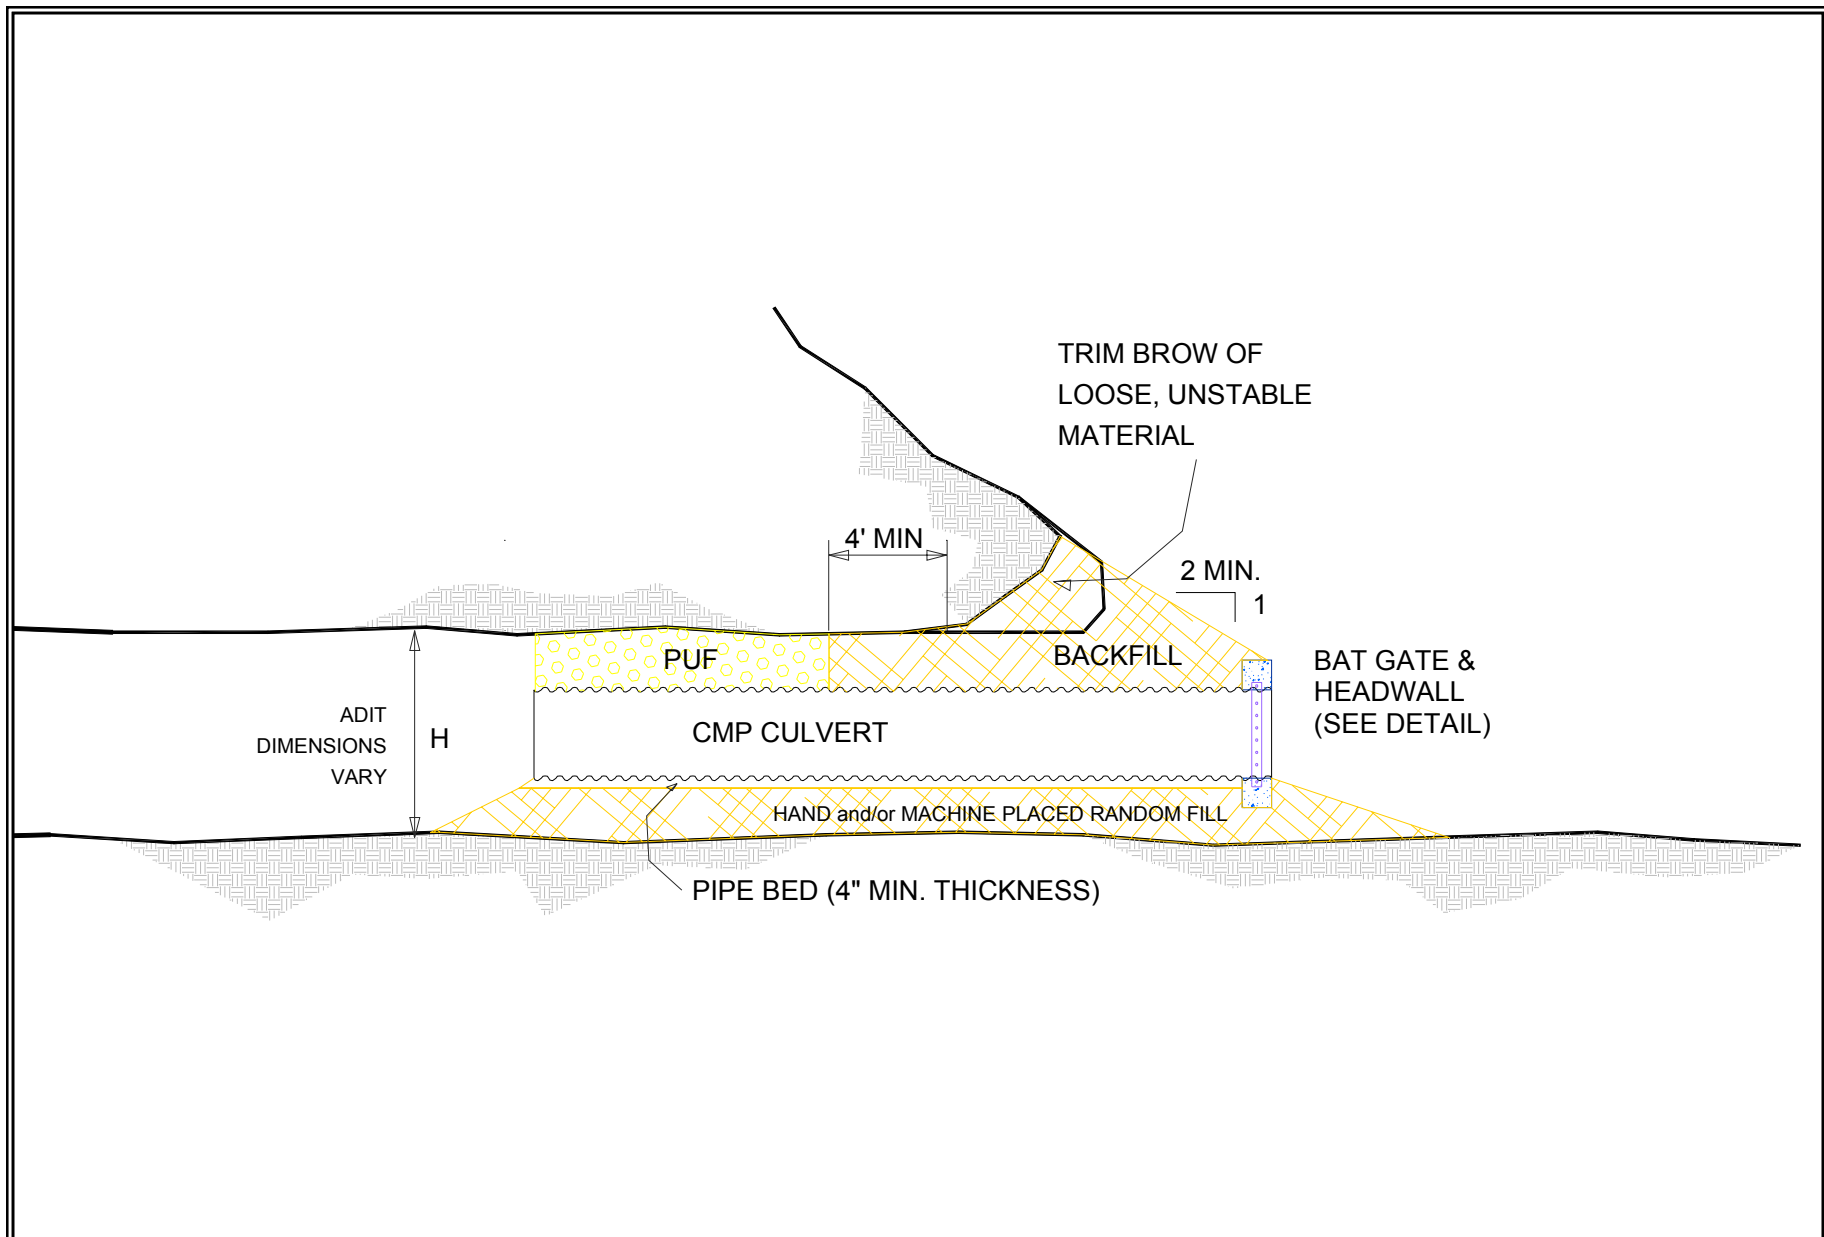 TRIM BROW OF
LOOSE, UNSTABLE
MATERIAL
4' MIN
2 MIN.
1
PUF
BACKFILL
BAT GATE &
HEADWALL
(SEE DETAIL)
ADIT
DIMENSIONS
VARY
H
CMP CULVERT
HAND and/or MACHINE PLACED RANDOM FILL
PIPE BED (4" MIN. THICKNESS)